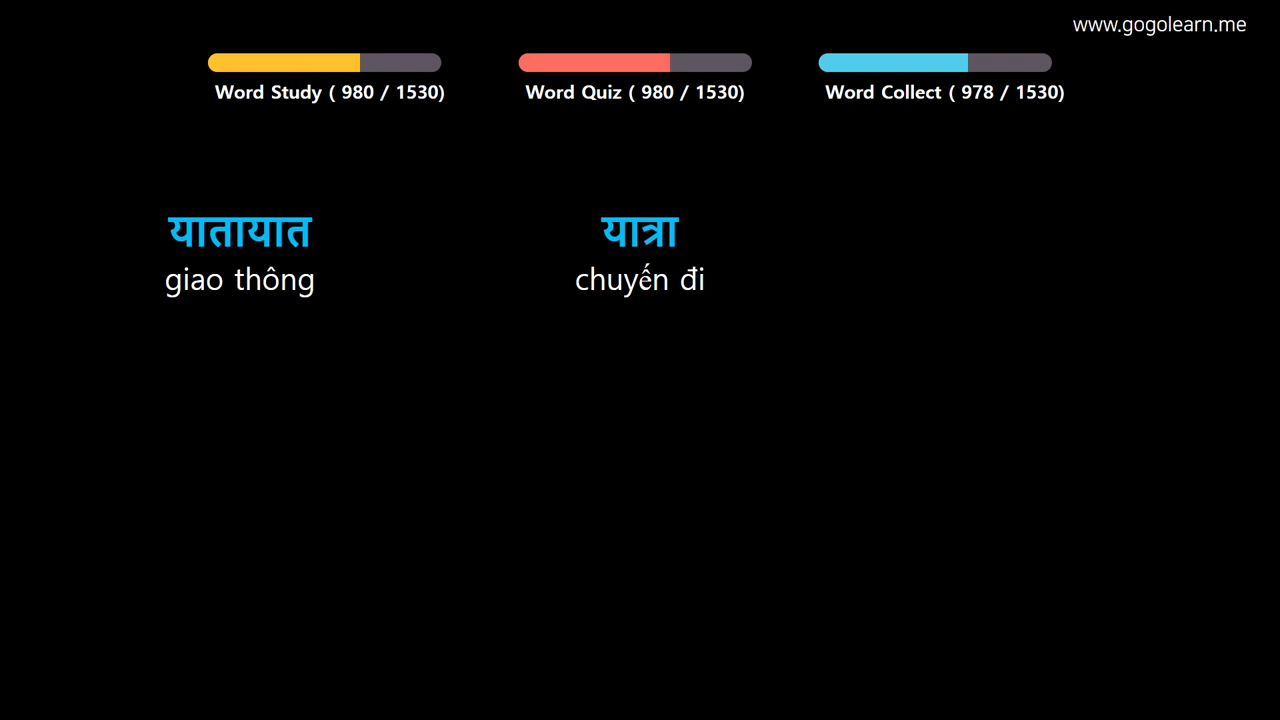 www.gogolearn.me
Word Study ( 980 / 1530)
Word Quiz ( 980 / 1530)
Word Collect ( 978 / 1530)
यातायात
giao thông
यात्रा
chuyến đi